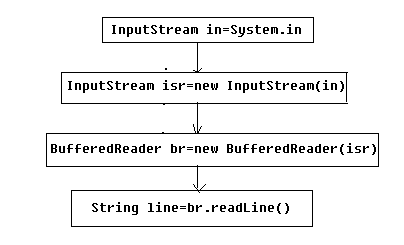 InputStream in=System.in
InputStream isr=new InputStream(in)
BufferedReader br=new BufferedReader(isr)
String line=br.readLine()